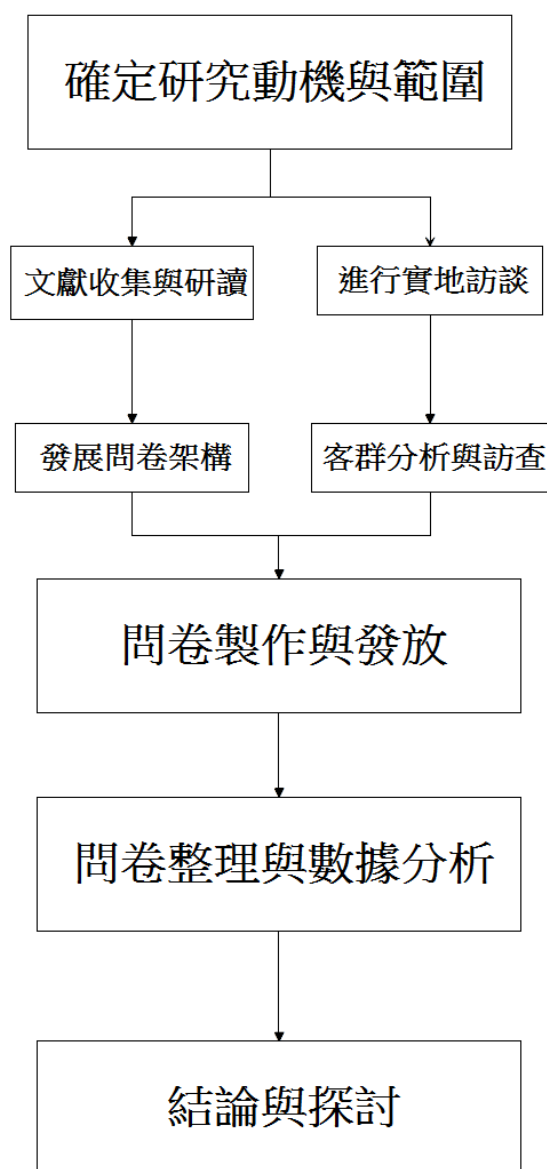 確定研究動機與範圍
文獻收集與研讀
進行實地訪談
發展問卷架構
客群分析與訪查
問卷製作與發放
問卷整理與數據分析
結論與探討